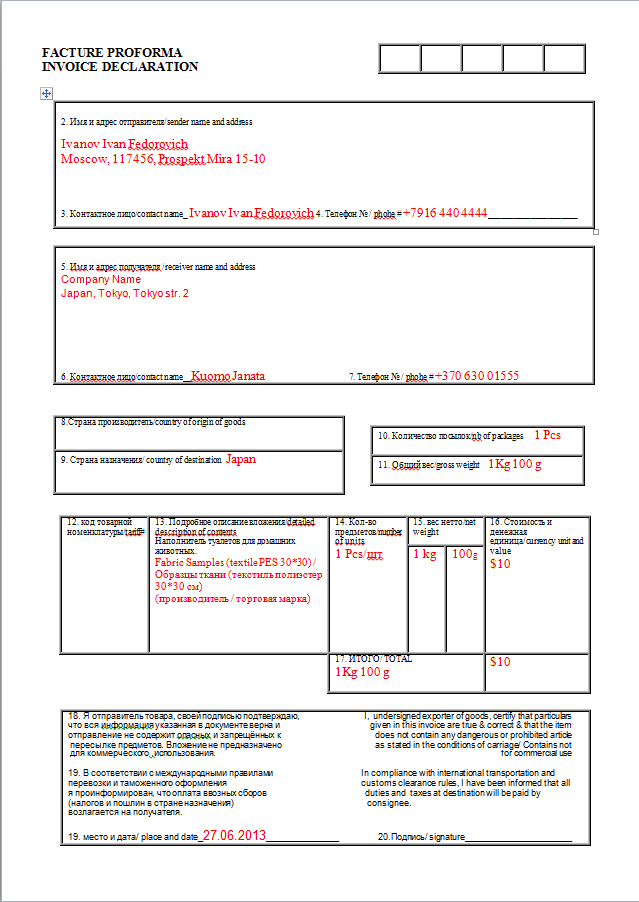 FACTURE PROFORMA
INVOICE DECLARATION
2. Имя и адрес отправителя/sender name and address
Ivanov Ivan Fedorovich
Moscow, 117456, Prospekt Mira 15-10
3. Контактное лицо/contact name_ Ivanov Ivan Fedorovich 4. Телефон №/ phobe # +7916 440 4444
5. Имя и адрес получателя /receiver name and address
Company Name
Japan, Tokyo, Tokyo str. 2
6. Контактное лицо/contact name__Kuomo Janata 7. Телефон №/ phobe # +370 630 01555
8.Страна производитель/country of origin of goods
9. Страна назначения/ country of destination Japan
10. Количество посылок/nb of packages 1 Pcs
11. Общий вес/gross weight 1Kg 100 g
12. код товарной
номенклатуры/tariff#
13. Подробное описание вложения/detailed
description of contents
Наполнитель туалетов для домашних
животных.
Fabric Samples (textile PES 30*30) /
Образцы ткани (текстиль полиэстер
30*30 см)
(производитель / торговая марка)
14. Кол-во
предметов/number
of units
1 Pcs/шт
15. вес нетто/net
weight
1 kg 100g
16. Стоимость и
денежная
единица/currency unit and
value
$10
17. ИТОГО/ TOTAL
1Kg 100 g
$10
18. Я отправитель товара, своей подписью подтверждаю,
что вся информация указанная в документе верна и
отправление не содержит опасных и запрещённых к
пересылке предметов. Вложение не предназначено
для коммерческого использования.
I, undersigned exporter of goods, certify that particulars
given in this invoice are true & correct & that the item
does not contain any dangerous or prohibited article
as stated in the conditions of carriage/ Contains not
for commercial use
19. В соответствии с международными правилами
перевозки и таможенного оформления
я проинформирован, что оплата ввозных сборов
(налогов и пошлин в стране назначения)
возлагается на получателя.
In compliance with international transportation and
customs clearance rules, I have been informed that all
duties and taxes at destination will be paid by
consignee.
19. место и дата/ place and date_27.06.2013 20.Подпись/ signature